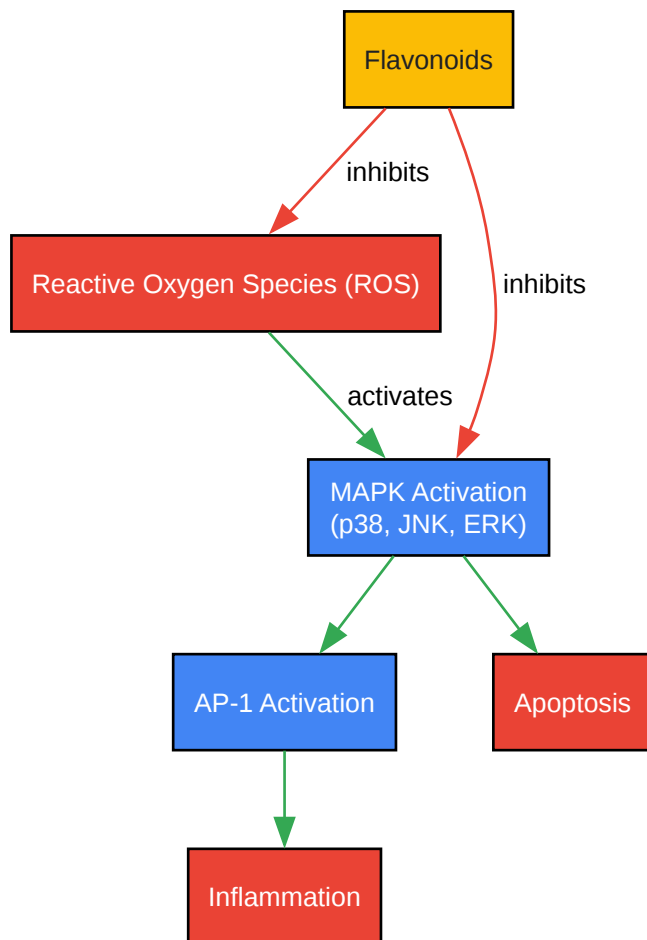 Flavonoids
inhibits
Reactive Oxygen Species (ROS)
inhibits
activates
MAPK Activation
(p38, JNK, ERK)
AP-1 Activation
Apoptosis
Inflammation